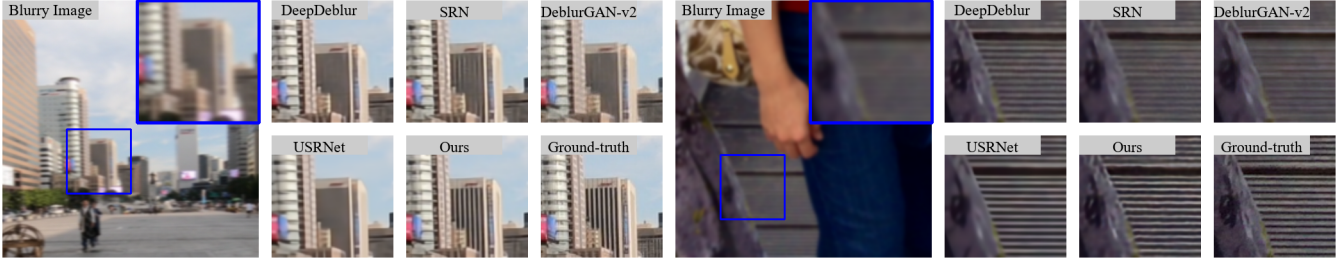 Blurry Image
DeepDeblur
SRN
DeblurGAN-v2
USRNet
Ours
Ground-truth
Blurry Image
DeepDeblur
SRN
DeblurGAN-v2
USRNet
Ours
Ground-truth